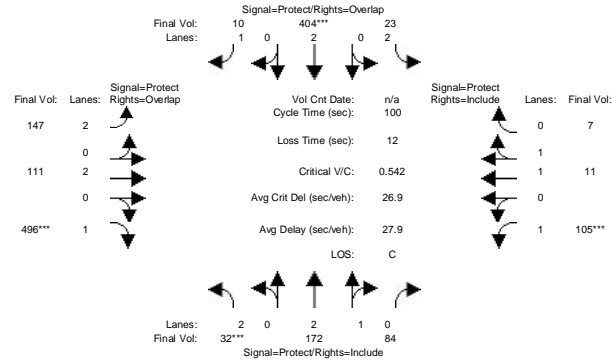 Signal=Protect/Rights=Overlap
Final Vol: 10 404*** 23
Lanes: 1 0 2 0 2
Signal=Protect
Final Vol: Lanes: Rights=Overlap
Vol Cnt Date: n/a
Signal=Protect
Rights=Include Lanes: Final Vol:
Cycle Time (sec): 100
147 2
0 7
Loss Time (sec): 12
0
1
111 2
Critical V/C: 0.542
1 11
0
Avg Crit Del (sec/veh): 26.9
0
496*** 1
Avg Delay (sec/veh): 27.9
1 105***
LOS: C
Lanes: 2 0 2 1 0
Final Vol: 32*** 172 84
Signal=Protect/Rights=Include